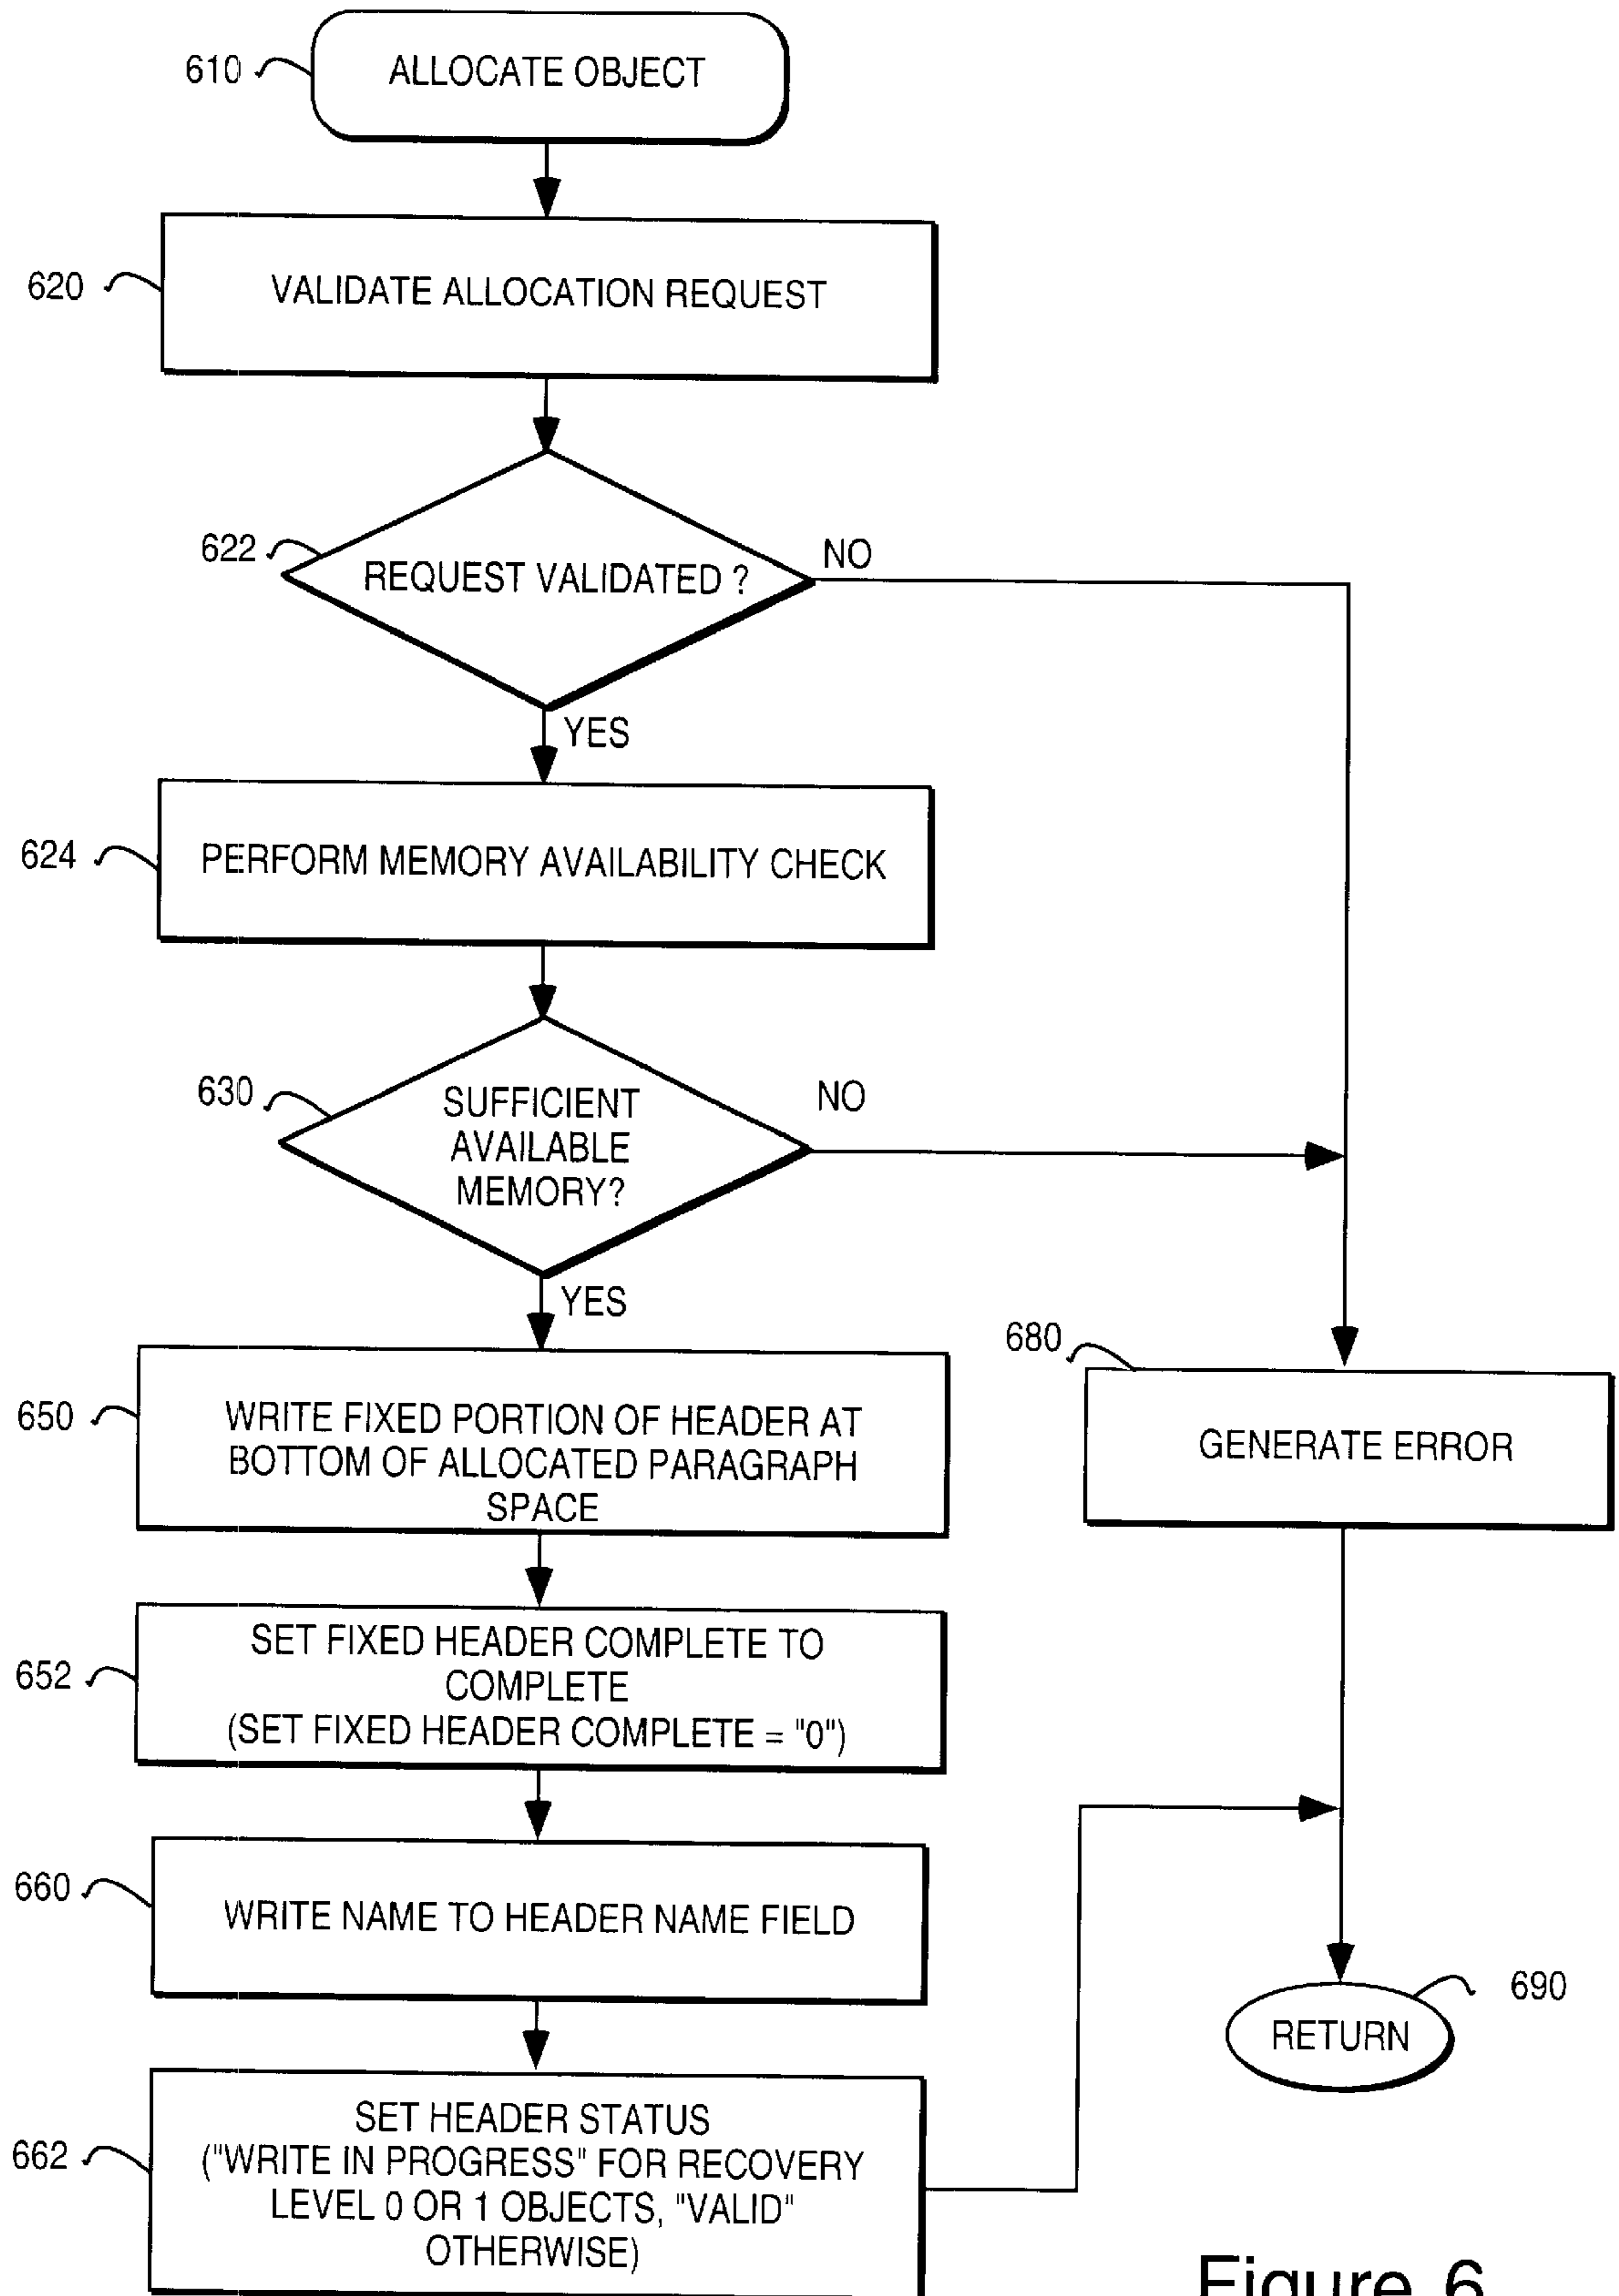 610
ALLOCATE OBJECT
620
VALIDATE ALLOCATION REQUEST
622
REQUEST VALIDATED ?
NO
YES
624
PERFORM MEMORY AVAILABILITY CHECK
630
SUFFICIENT
AVAILABLE
MEMORY?
NO
YES
650
WRITE FIXED PORTION OF HEADER AT
BOTTOM OF ALLOCATED PARAGRAPH
SPACE
680
GENERATE ERROR
652
SET FIXED HEADER COMPLETE TO
COMPLETE
(SET FIXED HEADER COMPLETE = "0")
660
WRITE NAME TO HEADER NAME FIELD
690
RETURN
662
SET HEADER STATUS
("WRITE IN PROGRESS" FOR RECOVERY
LEVEL 0 OR 1 OBJECTS, "VALID"
OTHERWISE)
Figure 6